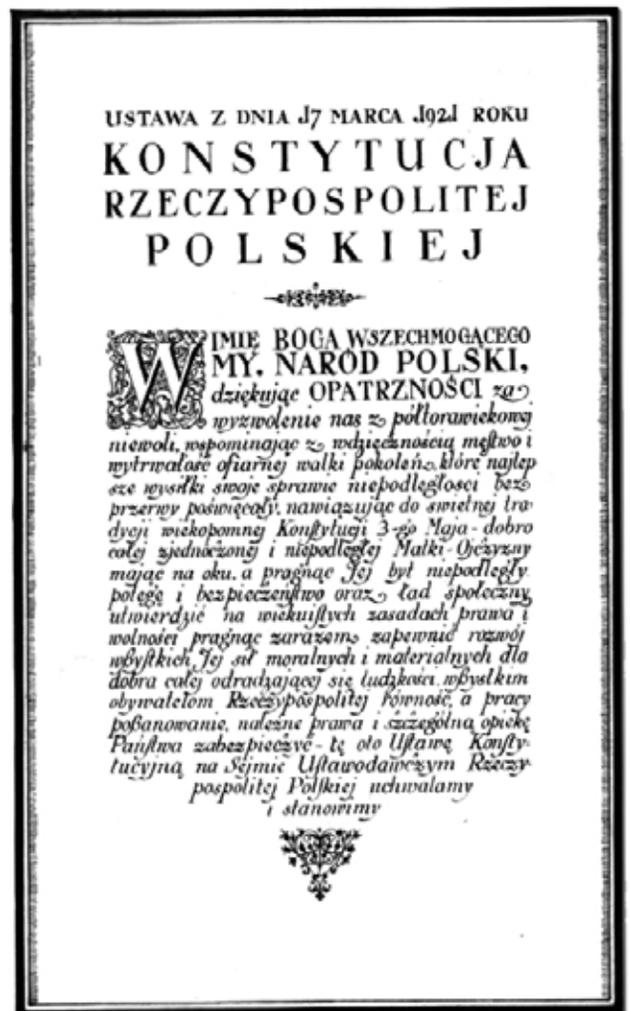 USTAWA Z DNIA 17 MARCA 1921 ROKU
KONSTYTUCJA
RZECZYPOSPOLITEJ
POLSKIEJ
W IMIĘ BOGA WSZECHMOGĄCEGO
MY, NARÓD POLSKI,
dziękując OPATRZNOŚCI za
wyzwolenie nas z półtorawiekowej
niewoli, wspominając z wdzięcznością męstwo i
wytrwałość ofiarnej walki pokoleń, które najlep
sze wysiłki swoje sprawie niepodległości bez
przerwy poświęcały, nawiązując do świetnej tra
dycji wiekopomnej Konstytucji 3-go Maja - dobro
całej zjednoczonej i niepodległej Matki-Ojczyzny
mając na oku, a pragnąc Jej byt niepodległy,
potęgę i bezpieczeństwo oraz ład społeczny
utwierdzić na wiekuistych zasadach prawa i
wolności pragnąc zarazem zapewnić rozwój
wszystkich Jej sił moralnych i materialnych dla
dobra całej odradzającej się ludzkości, wszystkim
obywatelom Rzeczypospolitej równość, a pracy
poszanowanie, należne prawa i szczególną opiekę
Państwa zabezpieczyć - tę oto Ustawę Konsty-
tucyjną na Sejmie Ustawodawczym Rzeczy-
pospolitej Polskiej uchwalamy
i stanowimy